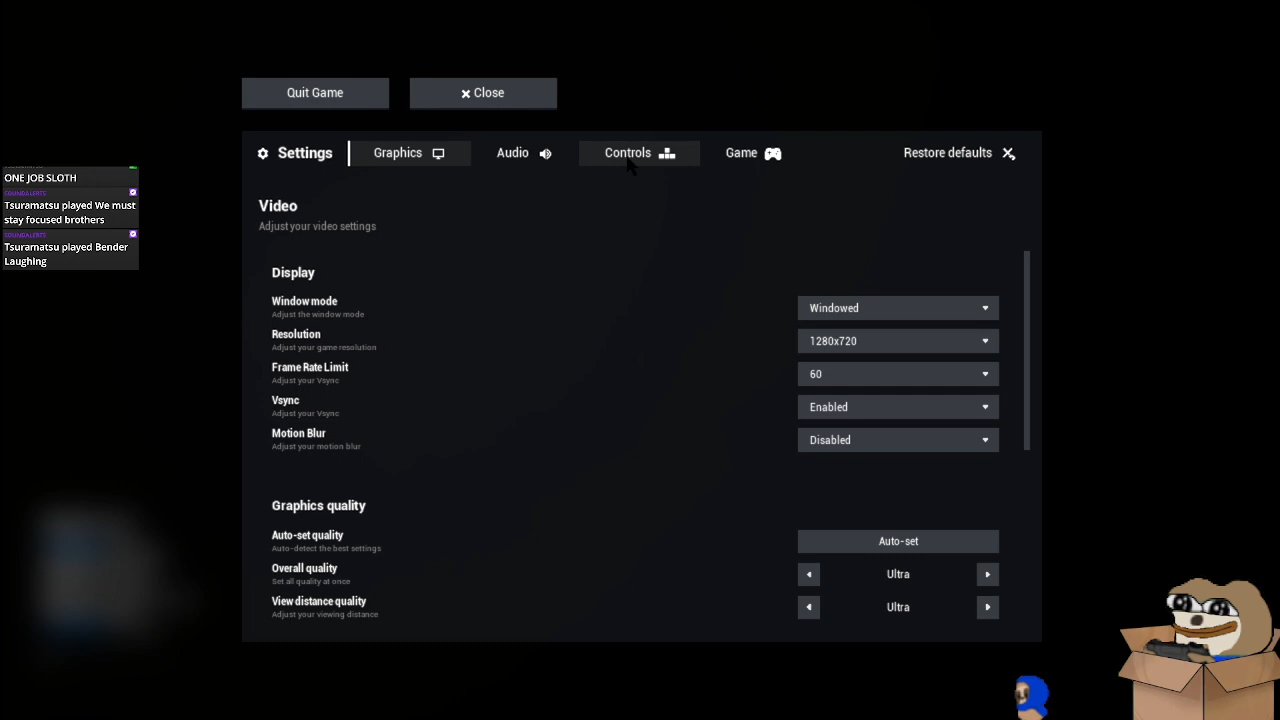 Quit Game
Close
Settings
Graphics
Audio
Controls
Game
Restore defaults
ONE JOB SLOTH
SOUNDALERTS
Tsuramatsu played We must
stay focused brothers
SOUNDALERTS
Tsuramatsu played Bender
Laughing
Video
Adjust your video settings
Display
Window mode
Adjust the window mode
Windowed
Resolution
Adjust your game resolution
1280x720
Frame Rate Limit
Adjust your Vsync
60
Vsync
Adjust your Vsync
Enabled
Motion Blur
Adjust your motion blur
Disabled
Graphics quality
Auto-set quality
Auto-detect the best settings
Auto-set
Overall quality
Set all quality at once
Ultra
View distance quality
Adjust your viewing distance
Ultra